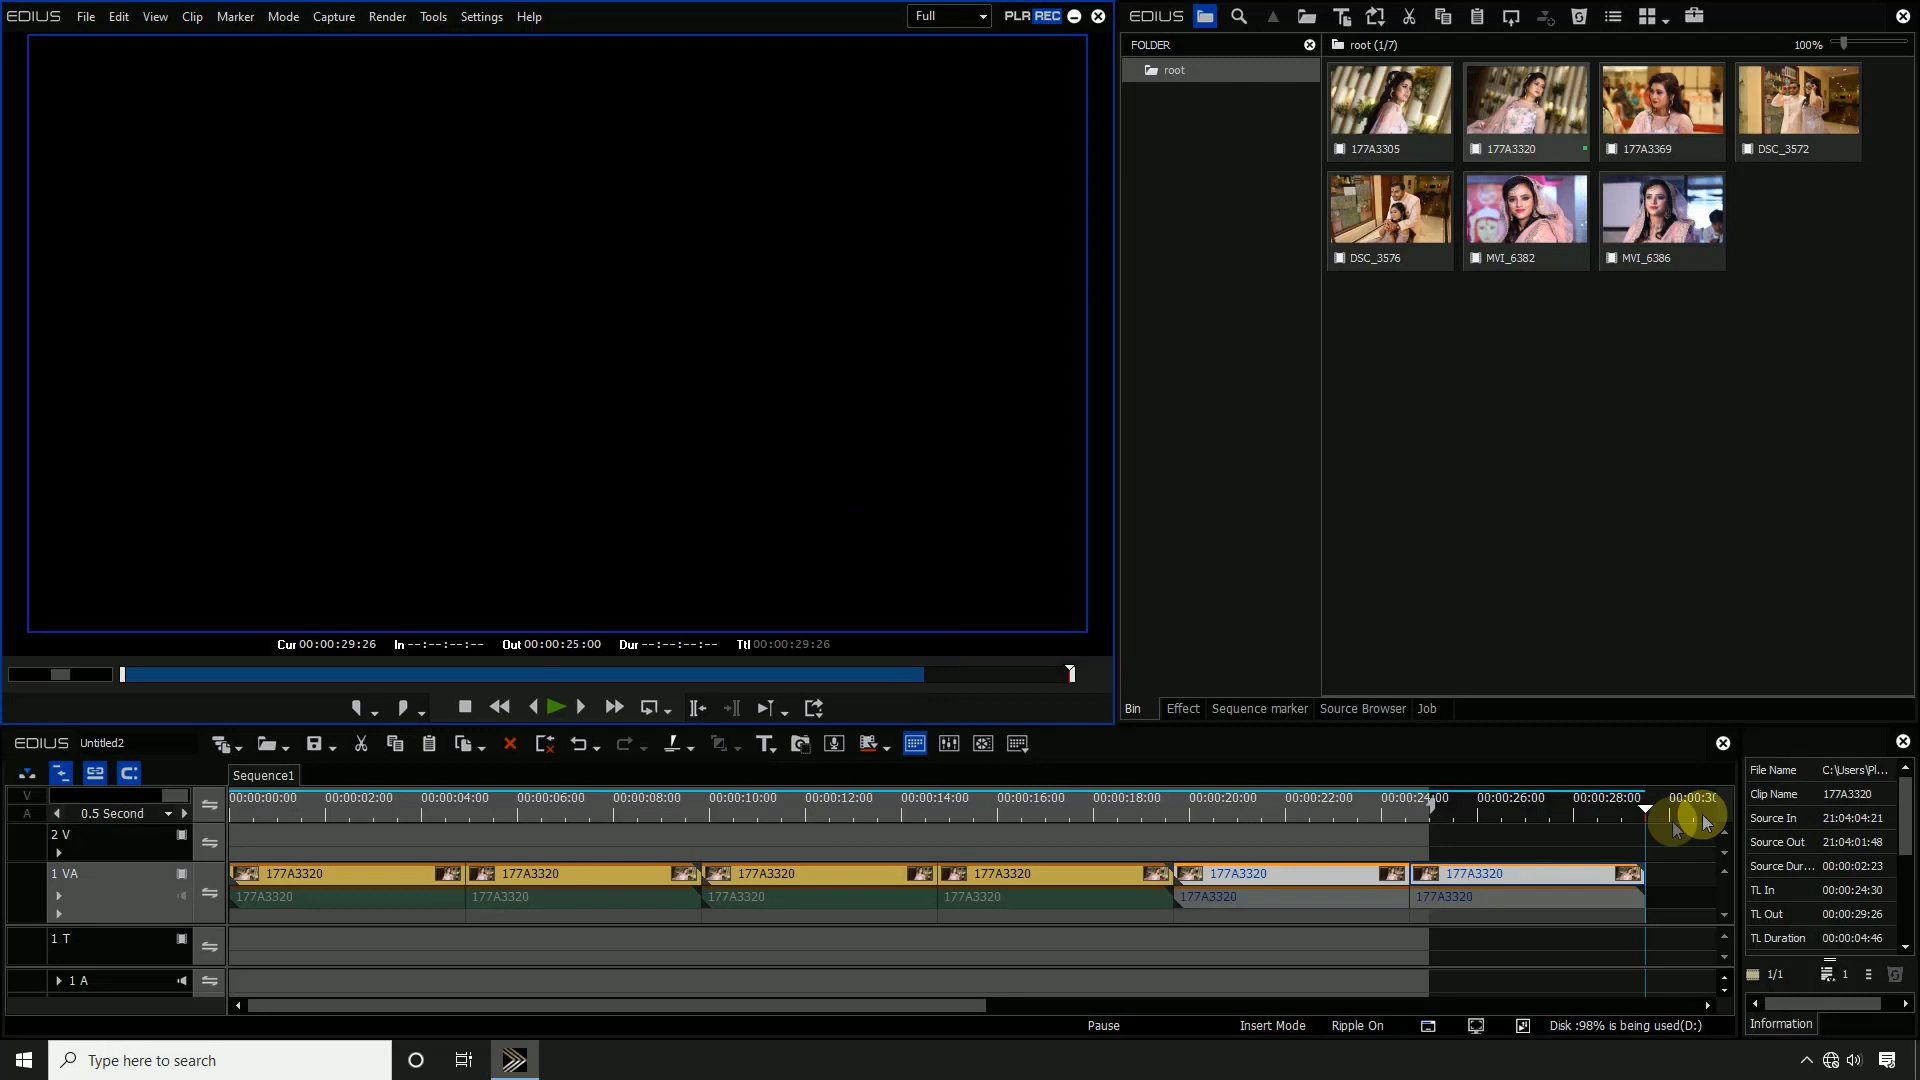 EDIUS File Edit View Clip Marker Mode Capture Render Tools Settings Help Full PLR REC
EDIUS
FOLDER
root (1/7)
100%
root
177A3305
177A3320
177A3369
DSC_3572
DSC_3576
MVI_6382
MVI_6386
Cur 00:00:29:26 In --:--:--:-- Out 00:00:25:00 Dur --:--:--:-- Ttl 00:00:29:26
Bin Effect Sequence marker Source Browser Job
EDIUS Untitled2
Sequence1
V
A
0.5 Second
00:00:00:00 00:00:02:00 00:00:04:00 00:00:06:00 00:00:08:00 00:00:10:00 00:00:12:00 00:00:14:00 00:00:16:00 00:00:18:00 00:00:20:00 00:00:22:00 00:00:24:00 00:00:26:00 00:00:28:00 00:00:30
2 V
1 VA
177A3320 177A3320 177A3320 177A3320 177A3320 177A3320
177A3320 177A3320 177A3320 177A3320 177A3320 177A3320
1 T
1 A
File Name C:\Users\Pl...
Clip Name 177A3320
Source In 21:04:04:21
Source Out 21:04:01:48
Source Dur... 00:00:02:23
TL In 00:00:24:30
TL Out 00:00:29:26
TL Duration 00:00:04:46
1/1 1
Information
Pause Insert Mode Ripple On Disk :98% is being used(D:)
Type here to search